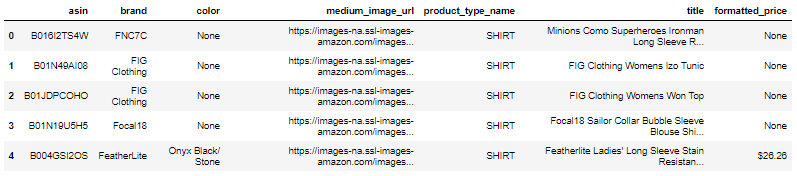 asin brand color medium_image_url product_type_name title formatted_price
0 B016I2TS4W FNC7C None https://images-na.ssl-images-amazon.com/images... SHIRT Minions Como Superheroes Ironman Long Sleeve R... None
1 B01N49AI08 FIG Clothing None https://images-na.ssl-images-amazon.com/images... SHIRT FIG Clothing Womens Izo Tunic None
2 B01JDPCOHO FIG Clothing None https://images-na.ssl-images-amazon.com/images... SHIRT FIG Clothing Womens Won Top None
3 B01N19U5H5 Focal18 None https://images-na.ssl-images-amazon.com/images... SHIRT Focal18 Sailor Collar Bubble Sleeve Blouse Shi... None
4 B004GSI2OS FeatherLite Onyx Black/ Stone https://images-na.ssl-images-amazon.com/images... SHIRT Featherlite Ladies' Long Sleeve Stain Resistan... $26.26